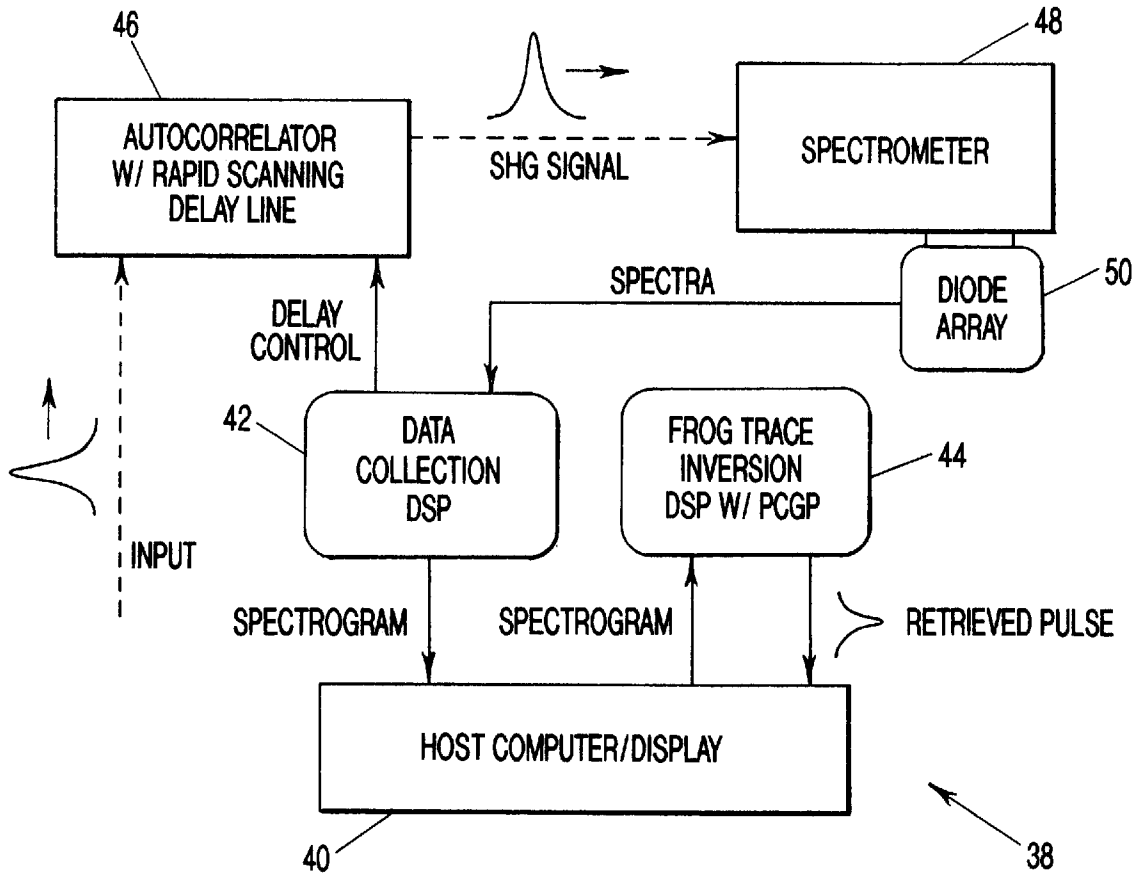 46
AUTOCORRELATOR
W/ RAPID SCANNING
DELAY LINE
SHG SIGNAL
48
SPECTROMETER
50
DIODE
ARRAY
SPECTRA
DELAY
CONTROL
42
DATA
COLLECTION
DSP
FROG TRACE
INVERSION
DSP W/ PCGP
44
INPUT
SPECTROGRAM
SPECTROGRAM
RETRIEVED PULSE
HOST COMPUTER/DISPLAY
40
38